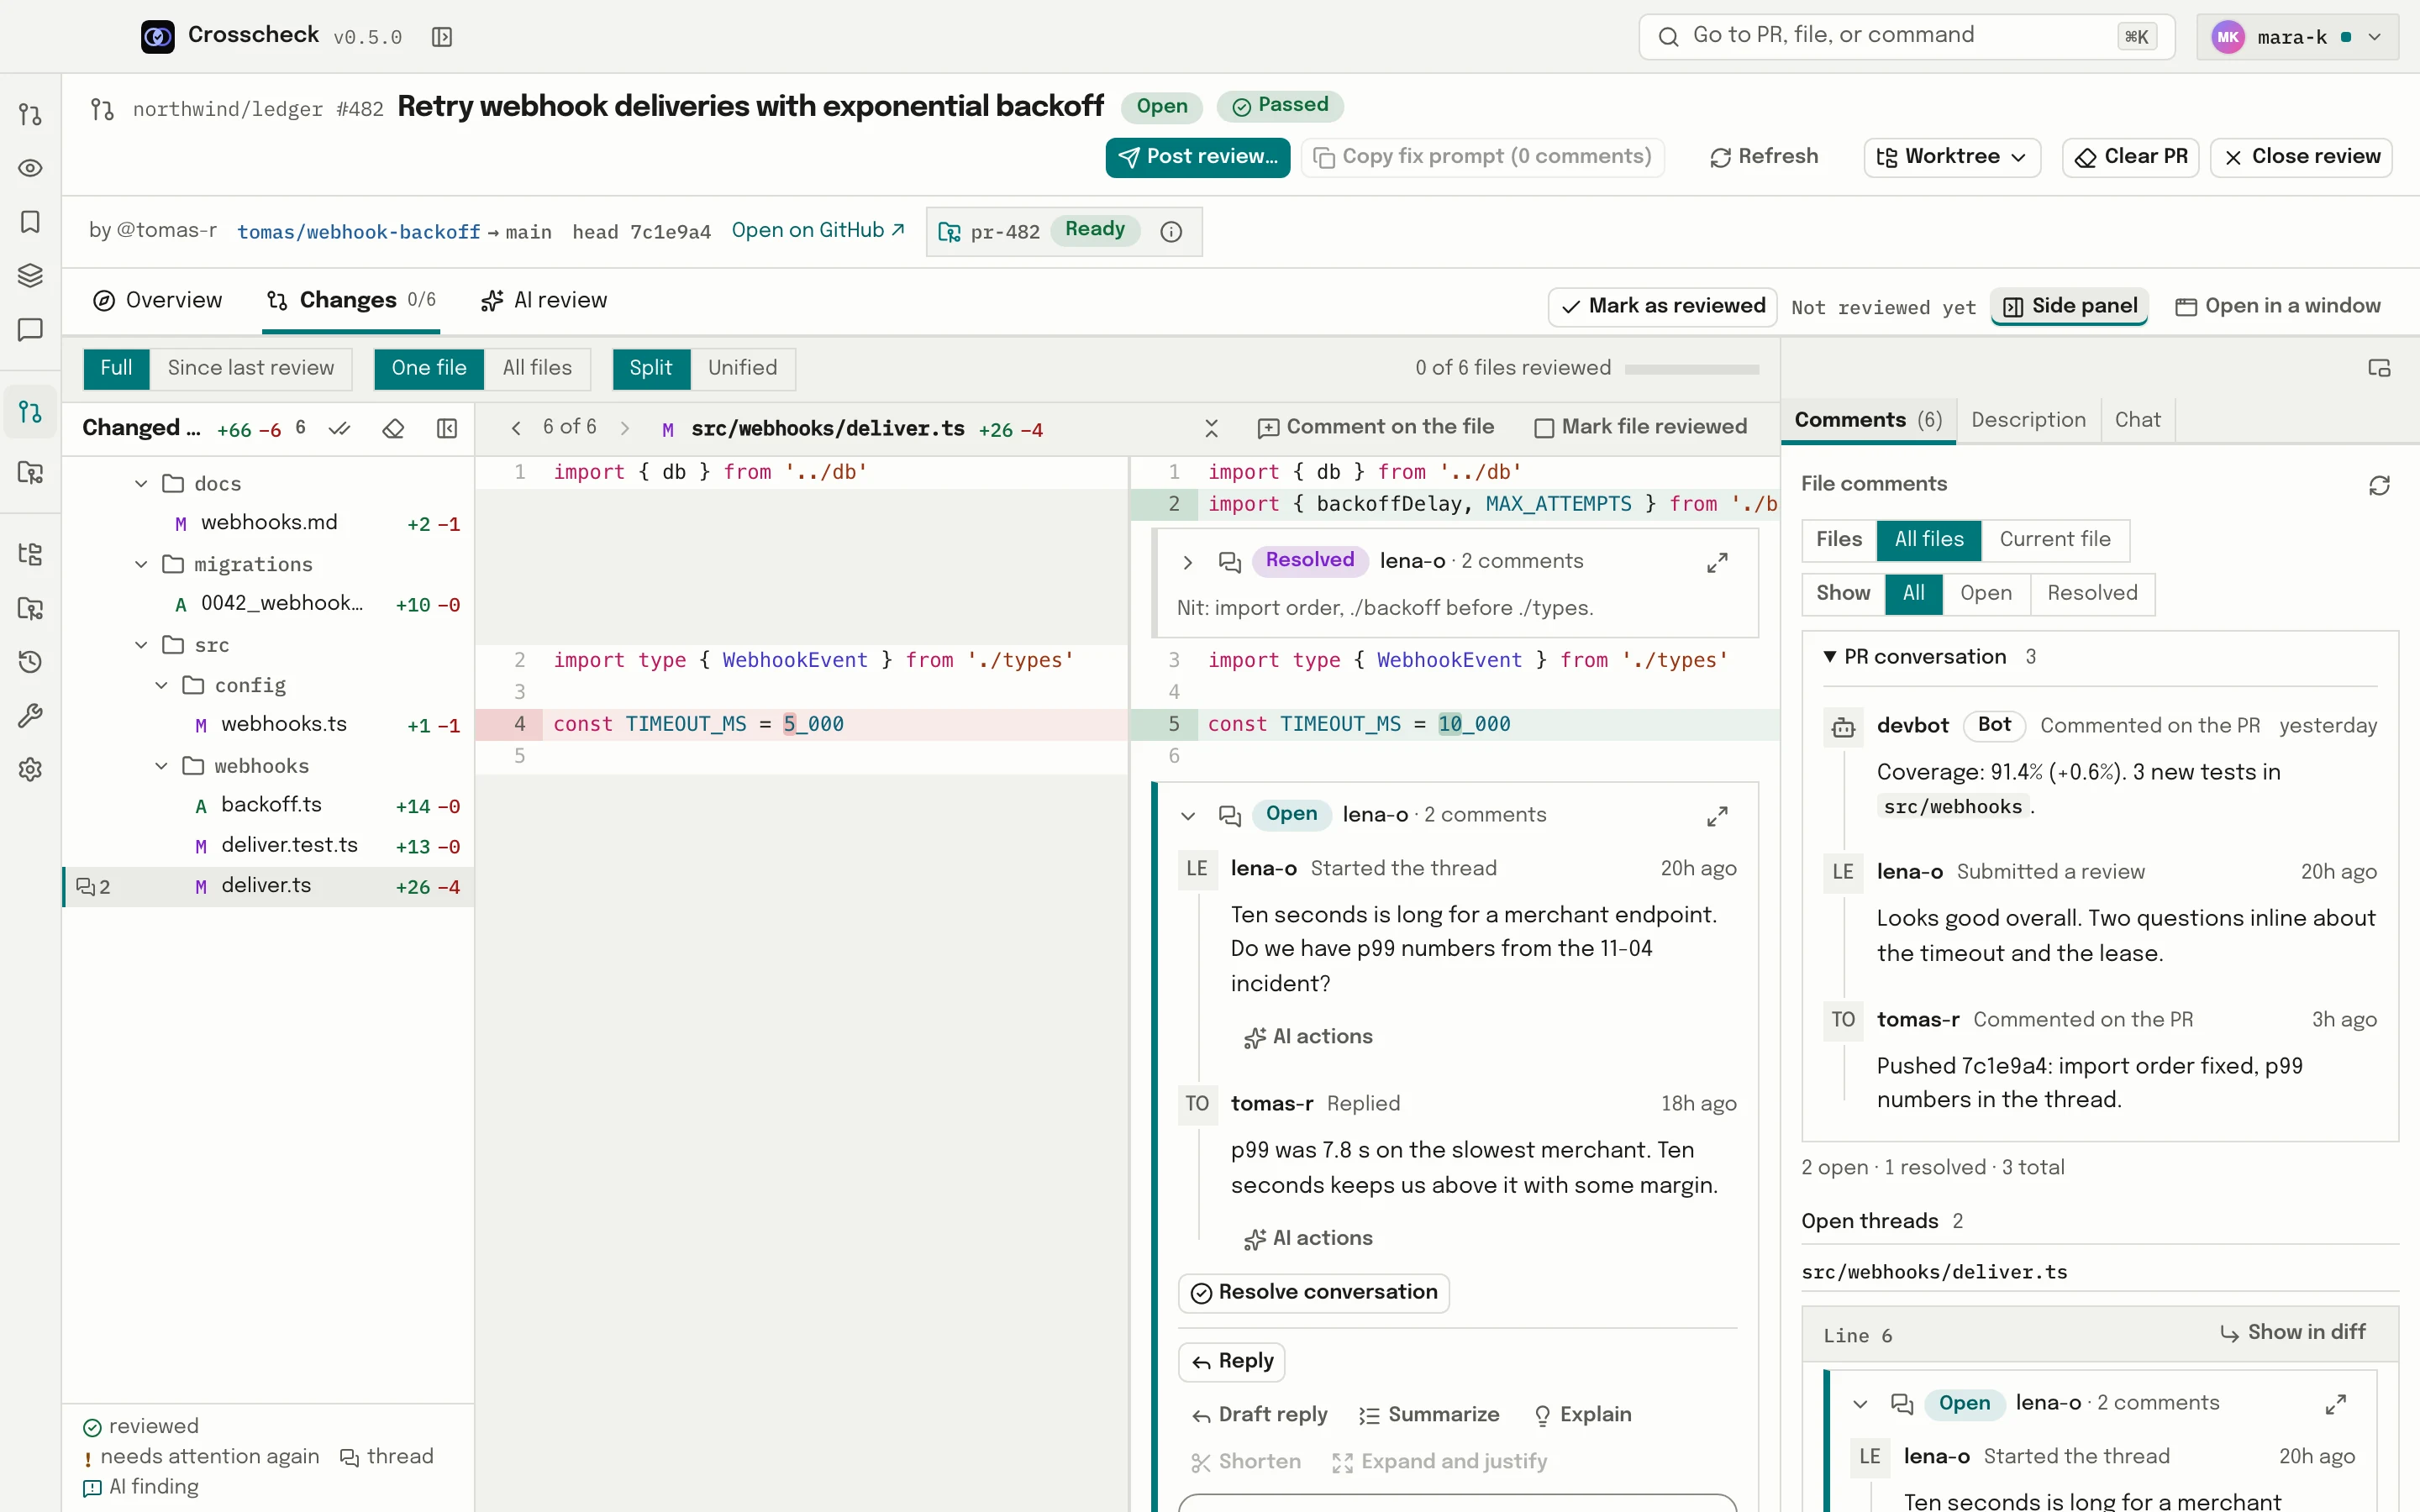 Crosscheck v0.5.0
Go to PR, file, or command ⌘K
MK mara-k
northwind/ledger #482 Retry webhook deliveries with exponential backoff Open Passed
Post review… Copy fix prompt (0 comments) Refresh Worktree Clear PR Close review
by @tomas-r tomas/webhook-backoff → main head 7c1e9a4 Open on GitHub ↗ pr-482 Ready
Overview Changes 0/6 AI review
Mark as reviewed Not reviewed yet Side panel Open in a window
Full Since last review One file All files Split Unified 0 of 6 files reviewed
Changed … +66 −6 6
docs
M webhooks.md +2 −1
migrations
A 0042_webhook… +10 −0
src
config
M webhooks.ts +1 −1
webhooks
A backoff.ts +14 −0
M deliver.test.ts +13 −0
2 M deliver.ts +26 −4
reviewed
! needs attention again thread
AI finding
6 of 6 M src/webhooks/deliver.ts +26 −4 Comment on the file Mark file reviewed
1 import { db } from '../db'
2 import type { WebhookEvent } from './types'
3
4 const TIMEOUT_MS = 5_000
5
1 import { db } from '../db'
2 import { backoffDelay, MAX_ATTEMPTS } from './b
Resolved lena-o · 2 comments
Nit: import order, ./backoff before ./types.
3 import type { WebhookEvent } from './types'
4
5 const TIMEOUT_MS = 10_000
6
Open lena-o · 2 comments
LE lena-o Started the thread 20h ago
Ten seconds is long for a merchant endpoint.
Do we have p99 numbers from the 11-04
incident?
AI actions
TO tomas-r Replied 18h ago
p99 was 7.8 s on the slowest merchant. Ten
seconds keeps us above it with some margin.
AI actions
Resolve conversation
Reply
Draft reply Summarize Explain
Shorten Expand and justify
Comments (6) Description Chat
File comments
Files All files Current file
Show All Open Resolved
PR conversation 3
devbot Bot Commented on the PR yesterday
Coverage: 91.4% (+0.6%). 3 new tests in
src/webhooks.
LE lena-o Submitted a review 20h ago
Looks good overall. Two questions inline about
the timeout and the lease.
TO tomas-r Commented on the PR 3h ago
Pushed 7c1e9a4: import order fixed, p99
numbers in the thread.
2 open · 1 resolved · 3 total
Open threads 2
src/webhooks/deliver.ts
Line 6 Show in diff
Open lena-o · 2 comments
LE lena-o Started the thread 20h ago
Ten seconds is long for a merchant